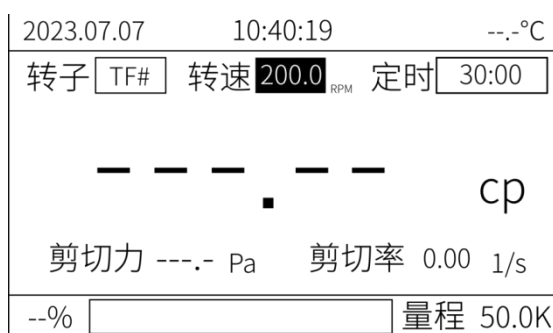 2023.07.07 10:40:19 --.-°C
转子 TF# 转速 200.0 RPM 定时 30:00
---.-- cp
剪切力 ---.- Pa 剪切率 0.00 1/s
--% 量程 50.0K